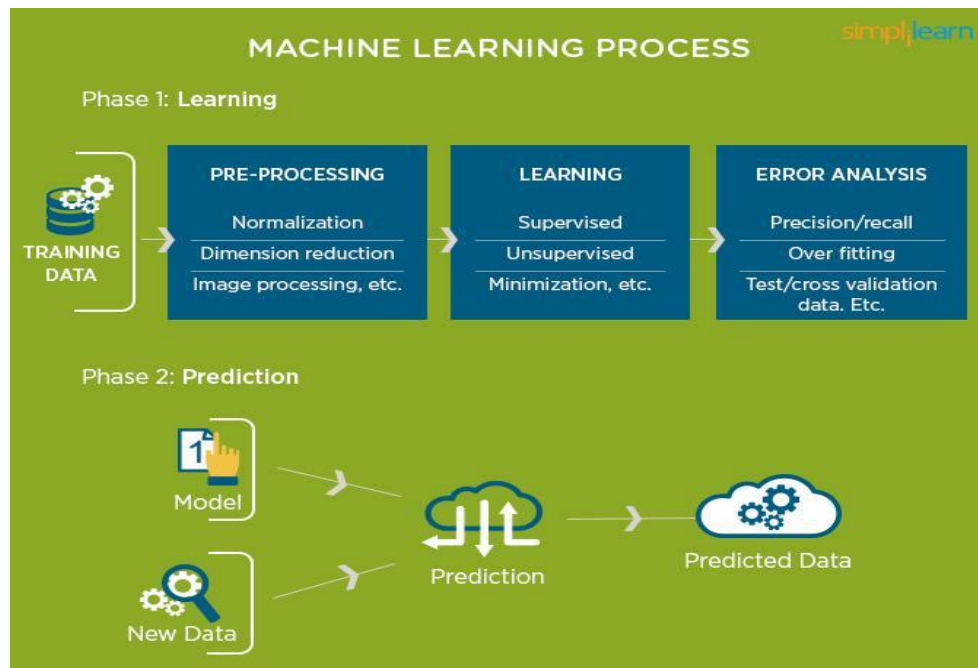 simplilearn
MACHINE LEARNING PROCESS
Phase 1: Learning
TRAINING
DATA
PRE-PROCESSING
Normalization
Dimension reduction
Image processing, etc.
LEARNING
Supervised
Unsupervised
Minimization, etc.
ERROR ANALYSIS
Precision/recall
Over fitting
Test/cross validation
data. Etc.
Phase 2: Prediction
1
Model
New Data
Prediction
Predicted Data